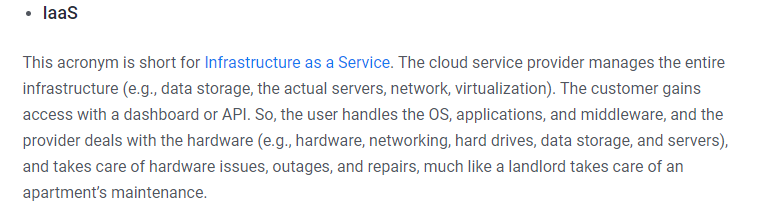 • IaaS
This acronym is short for Infrastructure as a Service. The cloud service provider manages the entire
infrastructure (e.g., data storage, the actual servers, network, virtualization). The customer gains
access with a dashboard or API. So, the user handles the OS, applications, and middleware, and the
provider deals with the hardware (e.g., hardware, networking, hard drives, data storage, and servers),
and takes care of hardware issues, outages, and repairs, much like a landlord takes care of an
apartment’s maintenance.